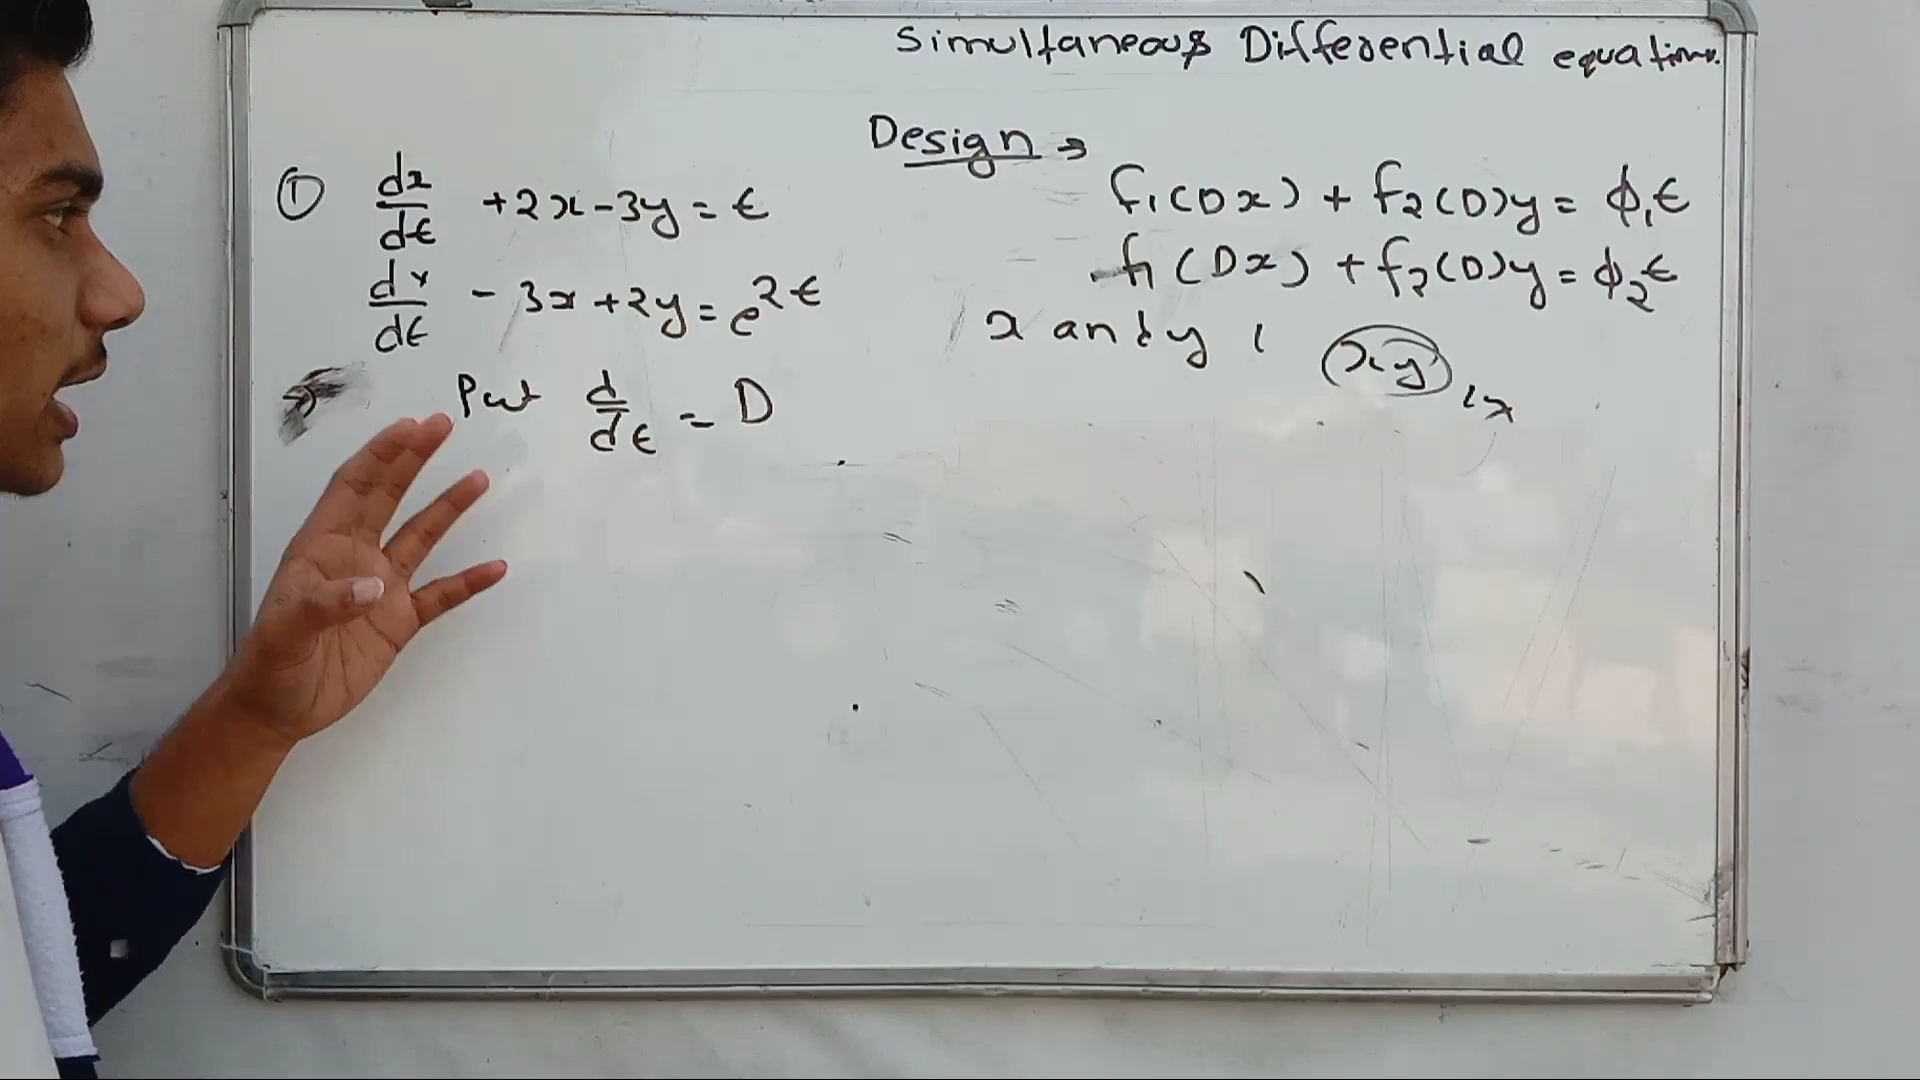 Simultaneous Differential equations.
Design →
① dx/dt + 2x - 3y = t
dy/dt - 3x + 2y = e^2t
Put d/dt = D
f₁(Dx) + f₂(D)y = ϕ₁t
f₁(Dx) + f₂(D)y = ϕ₂t
x and y (
xy